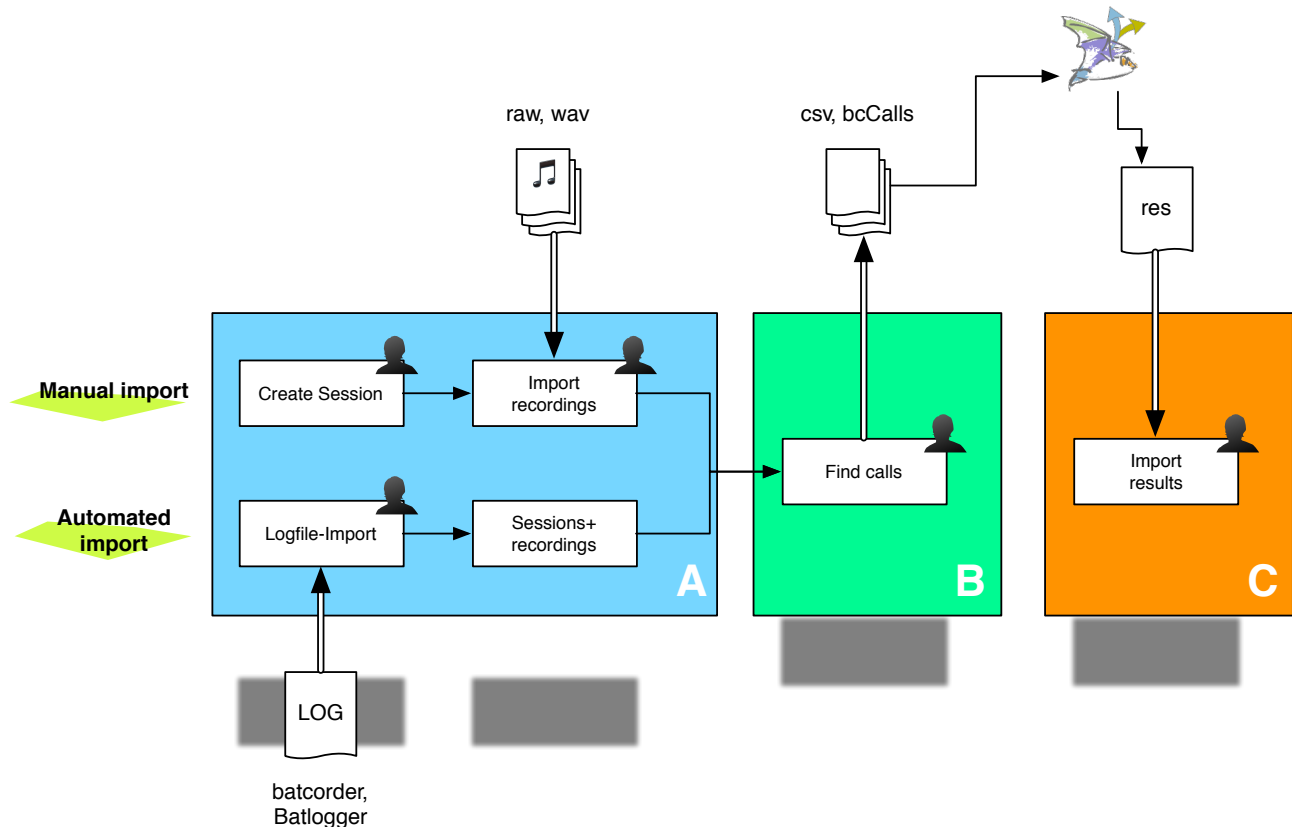 raw, wav
csv, bcCalls
res
Manual import
Create Session
Import
recordings
Find calls
Import
results
Automated
import
Logfile-Import
Sessions+
recordings
A
B
C
LOG
batcorder,
Batlogger